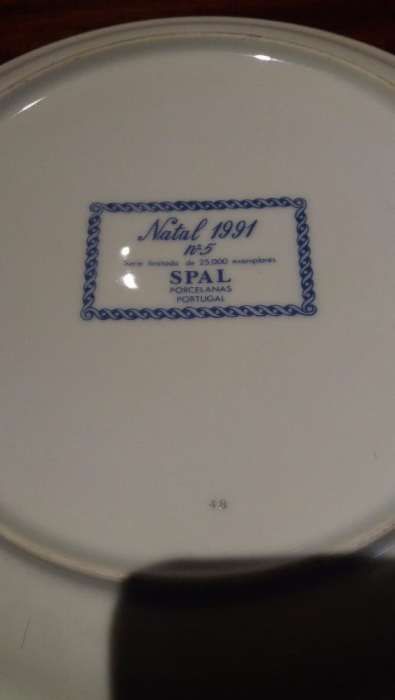 Natal 1991
nº5
Serie limitada de 25.000 exemplares
SPAL
PORCELANAS
PORTUGAL
48